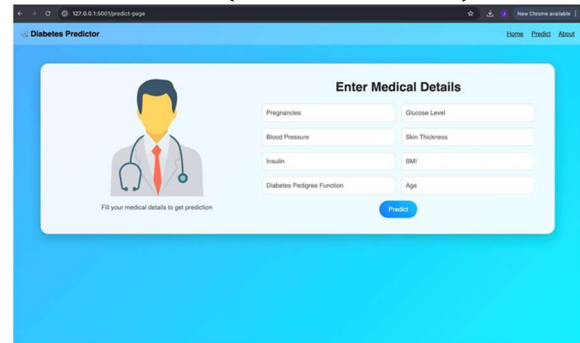 127.0.0.1:5001/predict-page
New Chrome available
Diabetes Predictor
Home Predict About
Enter Medical Details
Pregnancies Glucose Level
Blood Pressure Skin Thickness
Insulin BMI
Diabetes Pedigree Function Age
Fill your medical details to get prediction
Predict